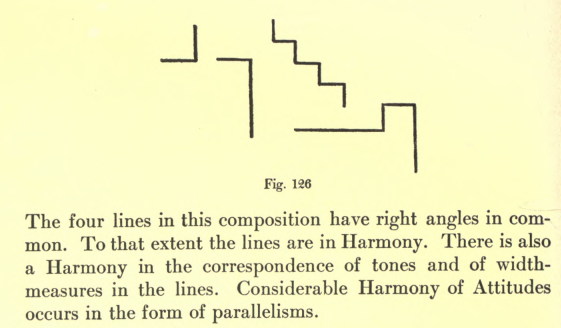 Fig. 126
The four lines in this composition have right angles in com-
mon. To that extent the lines are in Harmony. There is also
a Harmony in the correspondence of tones and of width-
measures in the lines. Considerable Harmony of Attitudes
occurs in the form of parallelisms.